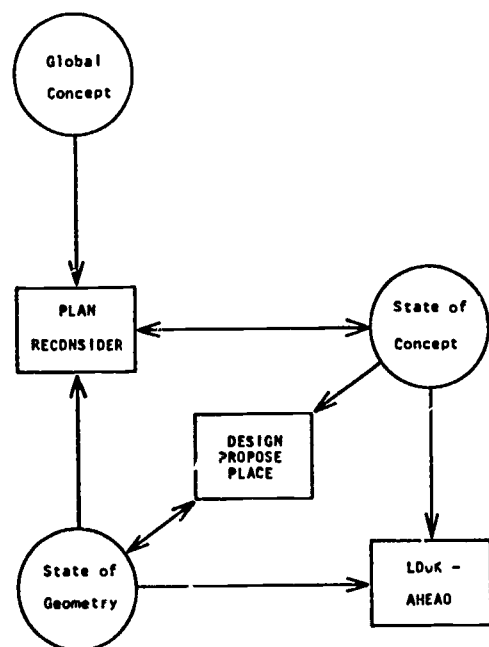 Global
Concept
PLAN
RECONSIDER
State of
Concept
DESIGN
PROPOSE
PLACE
State of
Geometry
LOOK -
AHEAD